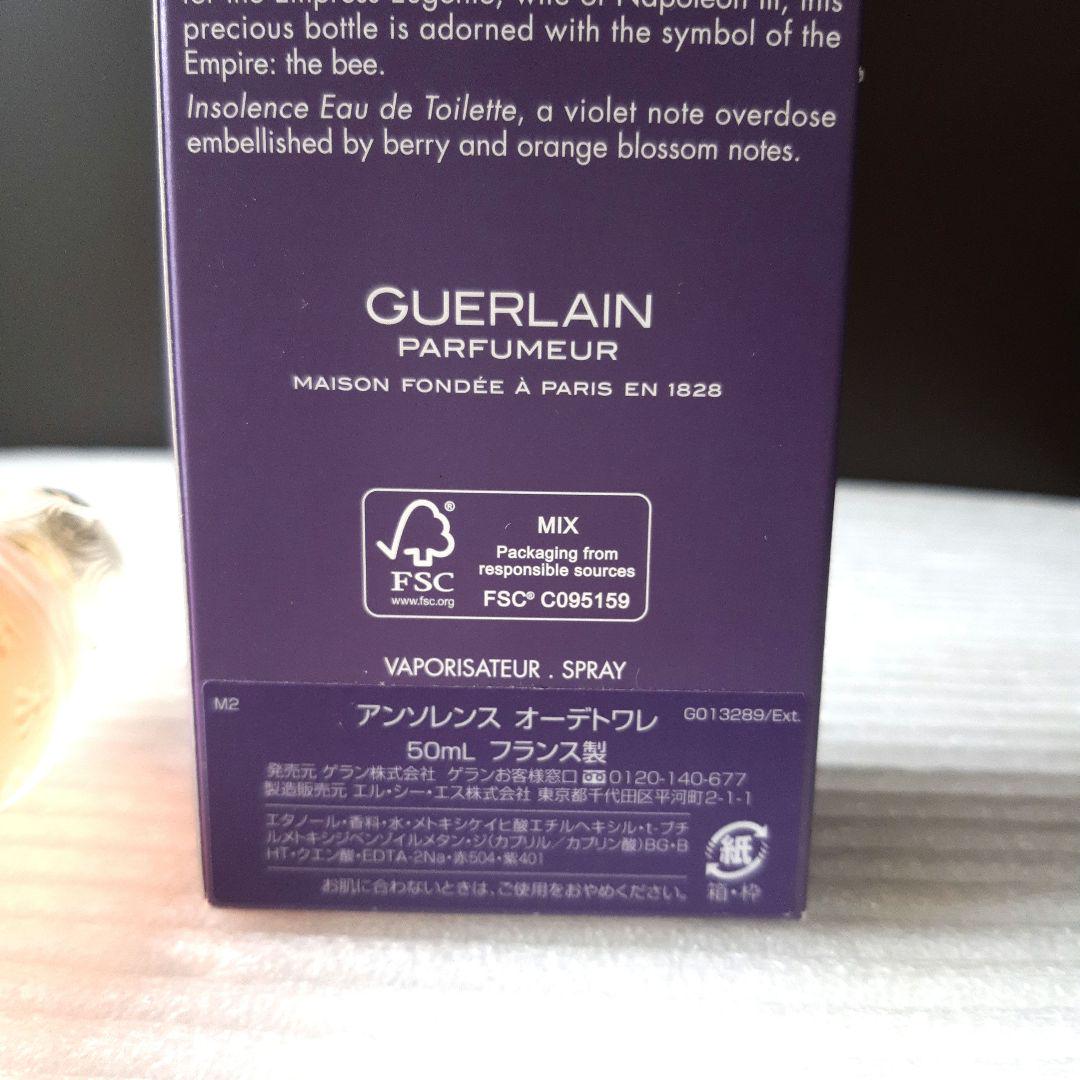 for the Empress Eugénie, wife of Napoleon III, this
precious bottle is adorned with the symbol of the
Empire: the bee.
Insolence Eau de Toilette, a violet note overdose
embellished by berry and orange blossom notes.
GUERLAIN
PARFUMEUR
MAISON FONDÉE À PARIS EN 1828
FSC®
www.fsc.org
MIX
Packaging from
responsible sources
FSC® C095159
VAPORISATEUR . SPRAY
M2
アンソレンス オーデトワレ
G013289/Ext.
50mL フランス製
発売元 ゲラン株式会社 ゲランお客様窓口 0120-140-677
製造販売元 エル・シー・エス株式会社 東京都千代田区平河町2-1-1
エタノール・香料・水・メトキシケイヒ酸エチルヘキシル・t-ブチ
ルメトキシジベンゾイルメタン・ジ(カプリル/カプリン酸)BG・B
HT・クエン酸・EDTA-2Na・赤504・紫401
お肌に合わないときは、ご使用をおやめください。
紙
箱・枠